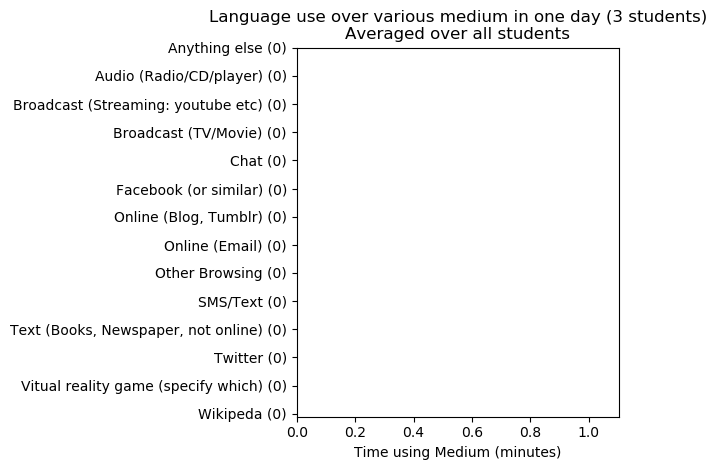 Language use over various medium in one day (3 students)
Averaged over all students
Anything else (0)
Audio (Radio/CD/player) (0)
Broadcast (Streaming: youtube etc) (0)
Broadcast (TV/Movie) (0)
Chat (0)
Facebook (or similar) (0)
Online (Blog, Tumblr) (0)
Online (Email) (0)
Other Browsing (0)
SMS/Text (0)
Text (Books, Newspaper, not online) (0)
Twitter (0)
Vitual reality game (specify which) (0)
Wikipeda (0)
0.0 0.2 0.4 0.6 0.8 1.0
Time using Medium (minutes)